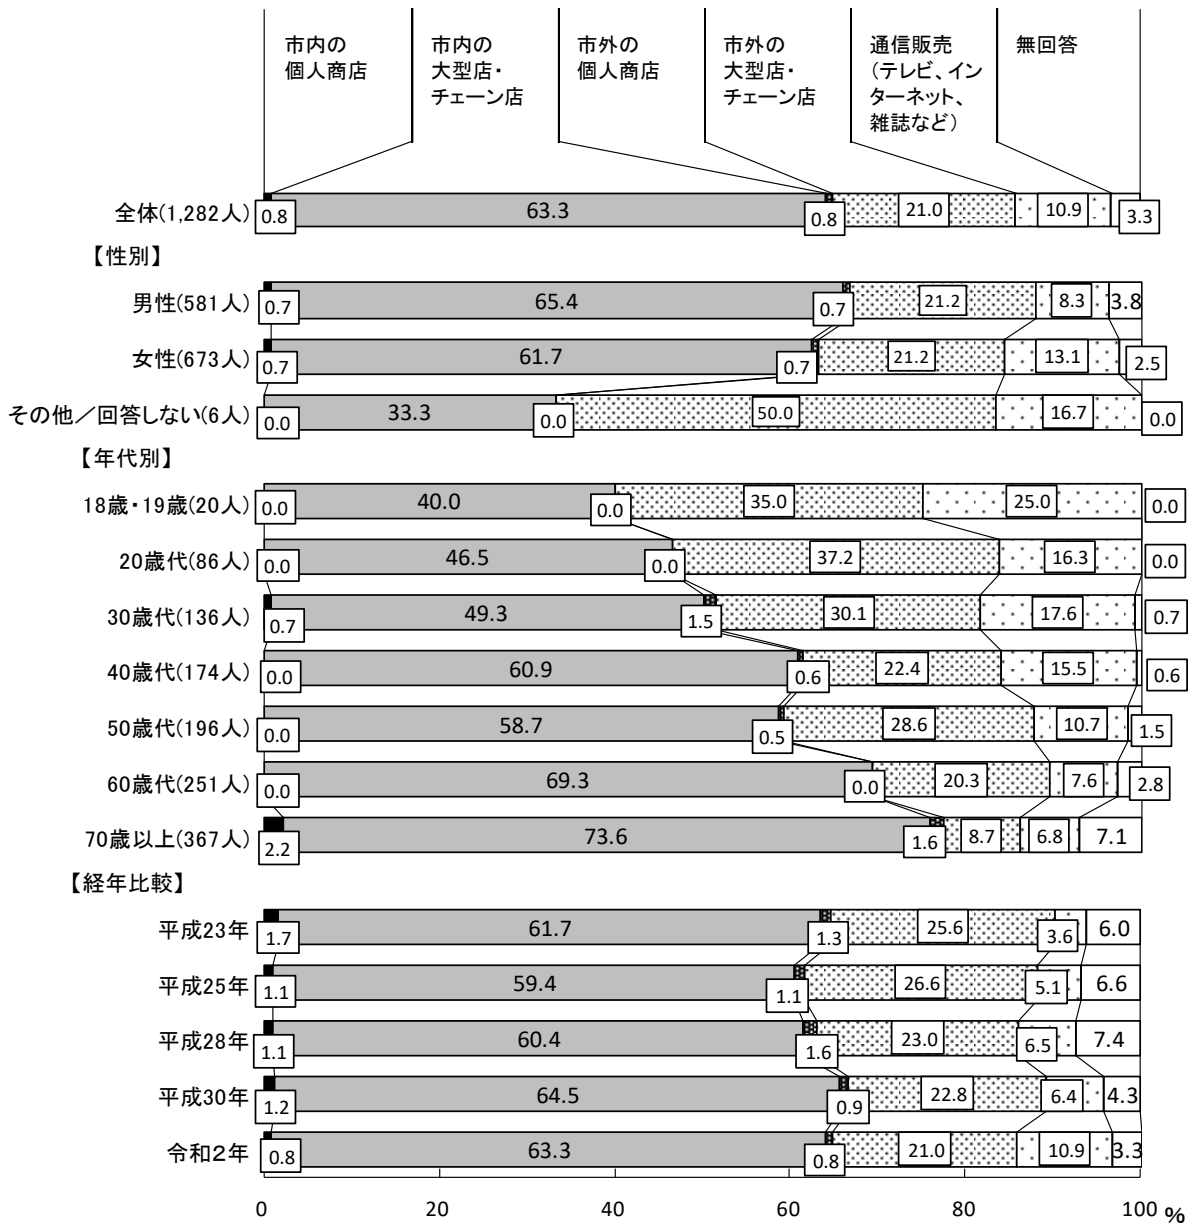 市内の
個人商店
市内の
大型店・
チェーン店
市外の
個人商店
市外の
大型店・
チェーン店
通信販売
(テレビ、イン
ターネット、
雑誌など)
無回答
全体(1,282人) 0.8 63.3 0.8 21.0 10.9 3.3
【性別】
男性(581人) 0.7 65.4 0.7 21.2 8.3 3.8
女性(673人) 0.7 61.7 0.7 21.2 13.1 2.5
その他/回答しない(6人) 0.0 33.3 0.0 50.0 16.7 0.0
【年代別】
18歳・19歳(20人) 0.0 40.0 0.0 35.0 25.0 0.0
20歳代(86人) 0.0 46.5 0.0 37.2 16.3 0.0
30歳代(136人) 0.7 49.3 1.5 30.1 17.6 0.7
40歳代(174人) 0.0 60.9 0.6 22.4 15.5 0.6
50歳代(196人) 0.0 58.7 0.5 28.6 10.7 1.5
60歳代(251人) 0.0 69.3 0.0 20.3 7.6 2.8
70歳以上(367人) 2.2 73.6 1.6 8.7 6.8 7.1
【経年比較】
平成23年 1.7 61.7 1.3 25.6 3.6 6.0
平成25年 1.1 59.4 1.1 26.6 5.1 6.6
平成28年 1.1 60.4 1.6 23.0 6.5 7.4
平成30年 1.2 64.5 0.9 22.8 6.4 4.3
令和2年 0.8 63.3 0.8 21.0 10.9 3.3
0 20 40 60 80 100 %